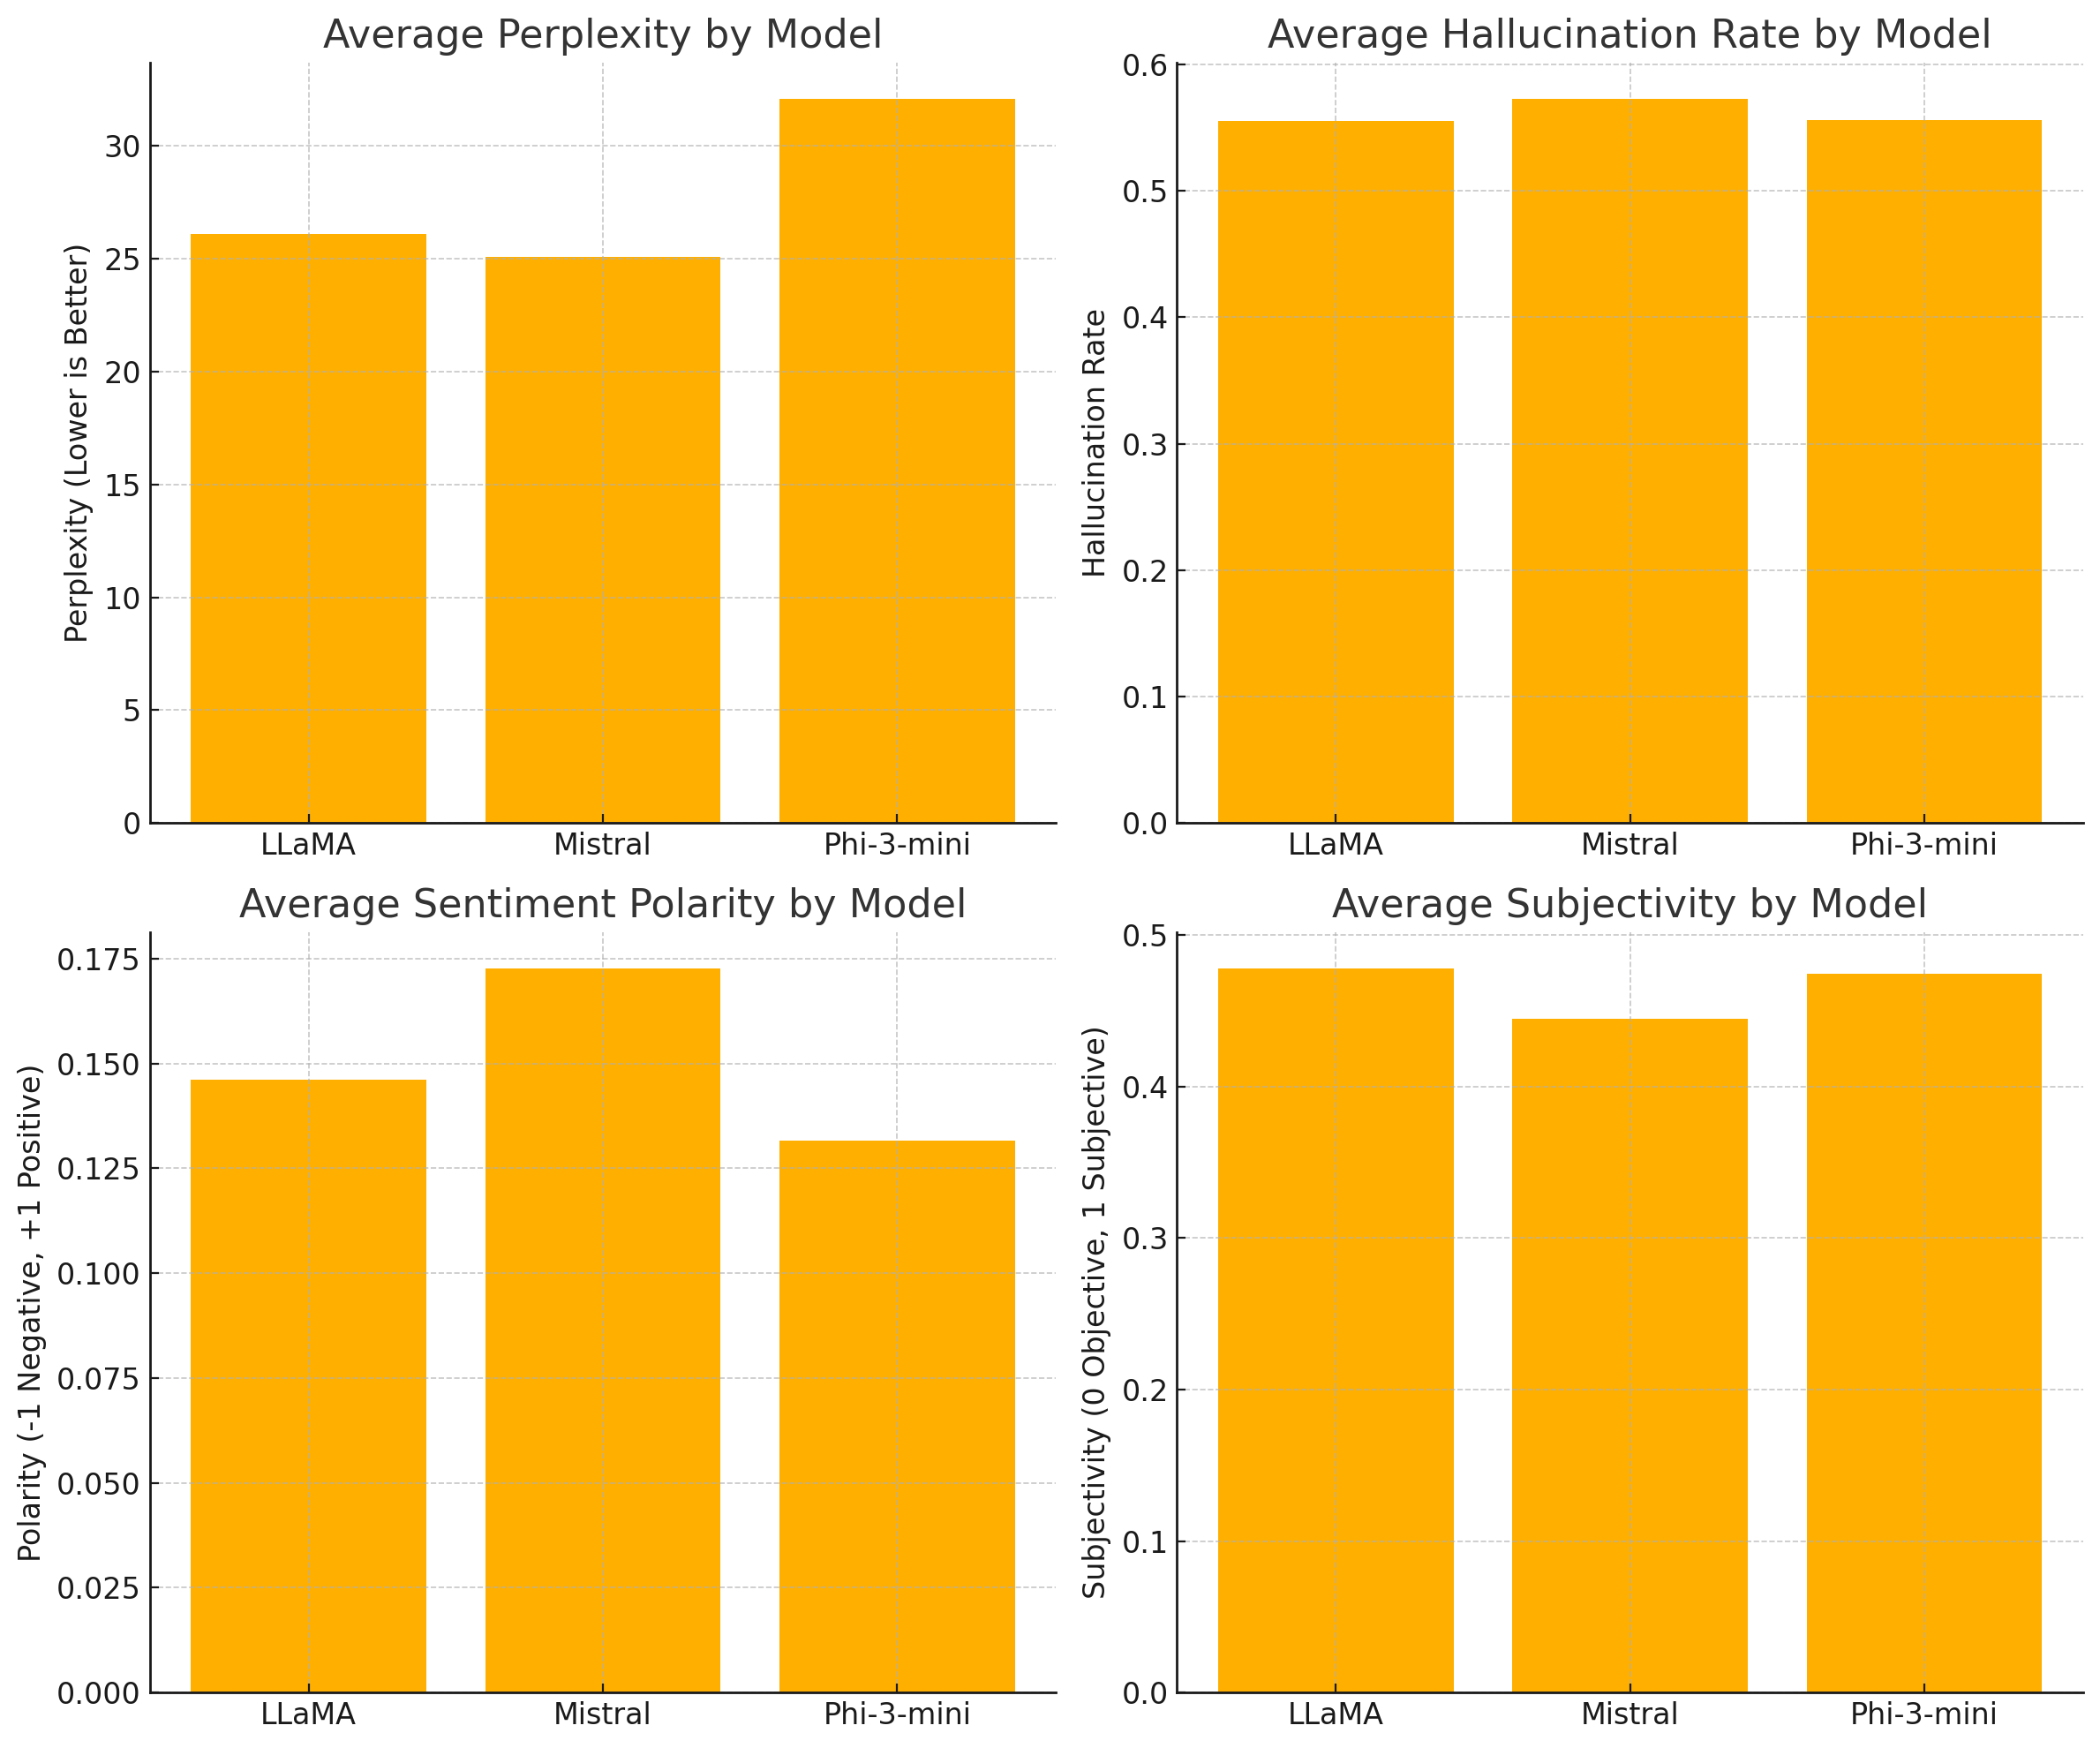 Average Perplexity by Model
Perplexity (Lower is Better)
30
25
20
15
10
5
0
LLaMA
Mistral
Phi-3-mini
Average Hallucination Rate by Model
Hallucination Rate
0.6
0.5
0.4
0.3
0.2
0.1
0.0
LLaMA
Mistral
Phi-3-mini
Average Sentiment Polarity by Model
Polarity (-1 Negative, +1 Positive)
0.175
0.150
0.125
0.100
0.075
0.050
0.025
0.000
LLaMA
Mistral
Phi-3-mini
Average Subjectivity by Model
Subjectivity (0 Objective, 1 Subjective)
0.5
0.4
0.3
0.2
0.1
0.0
LLaMA
Mistral
Phi-3-mini